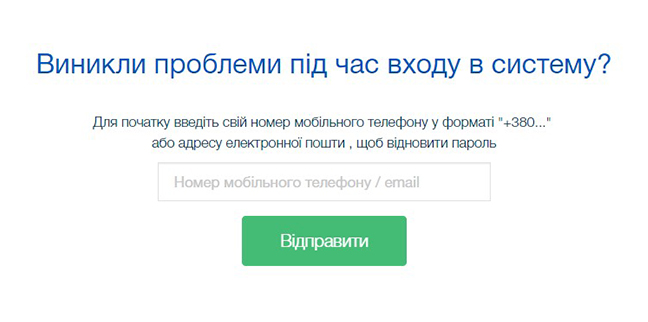 Виникли проблеми під час входу в систему?
Для початку введіть свій номер мобільного телефону у форматі "+380..."
або адресу електронної пошти , щоб відновити пароль
Номер мобільного телефону / email
Відправити